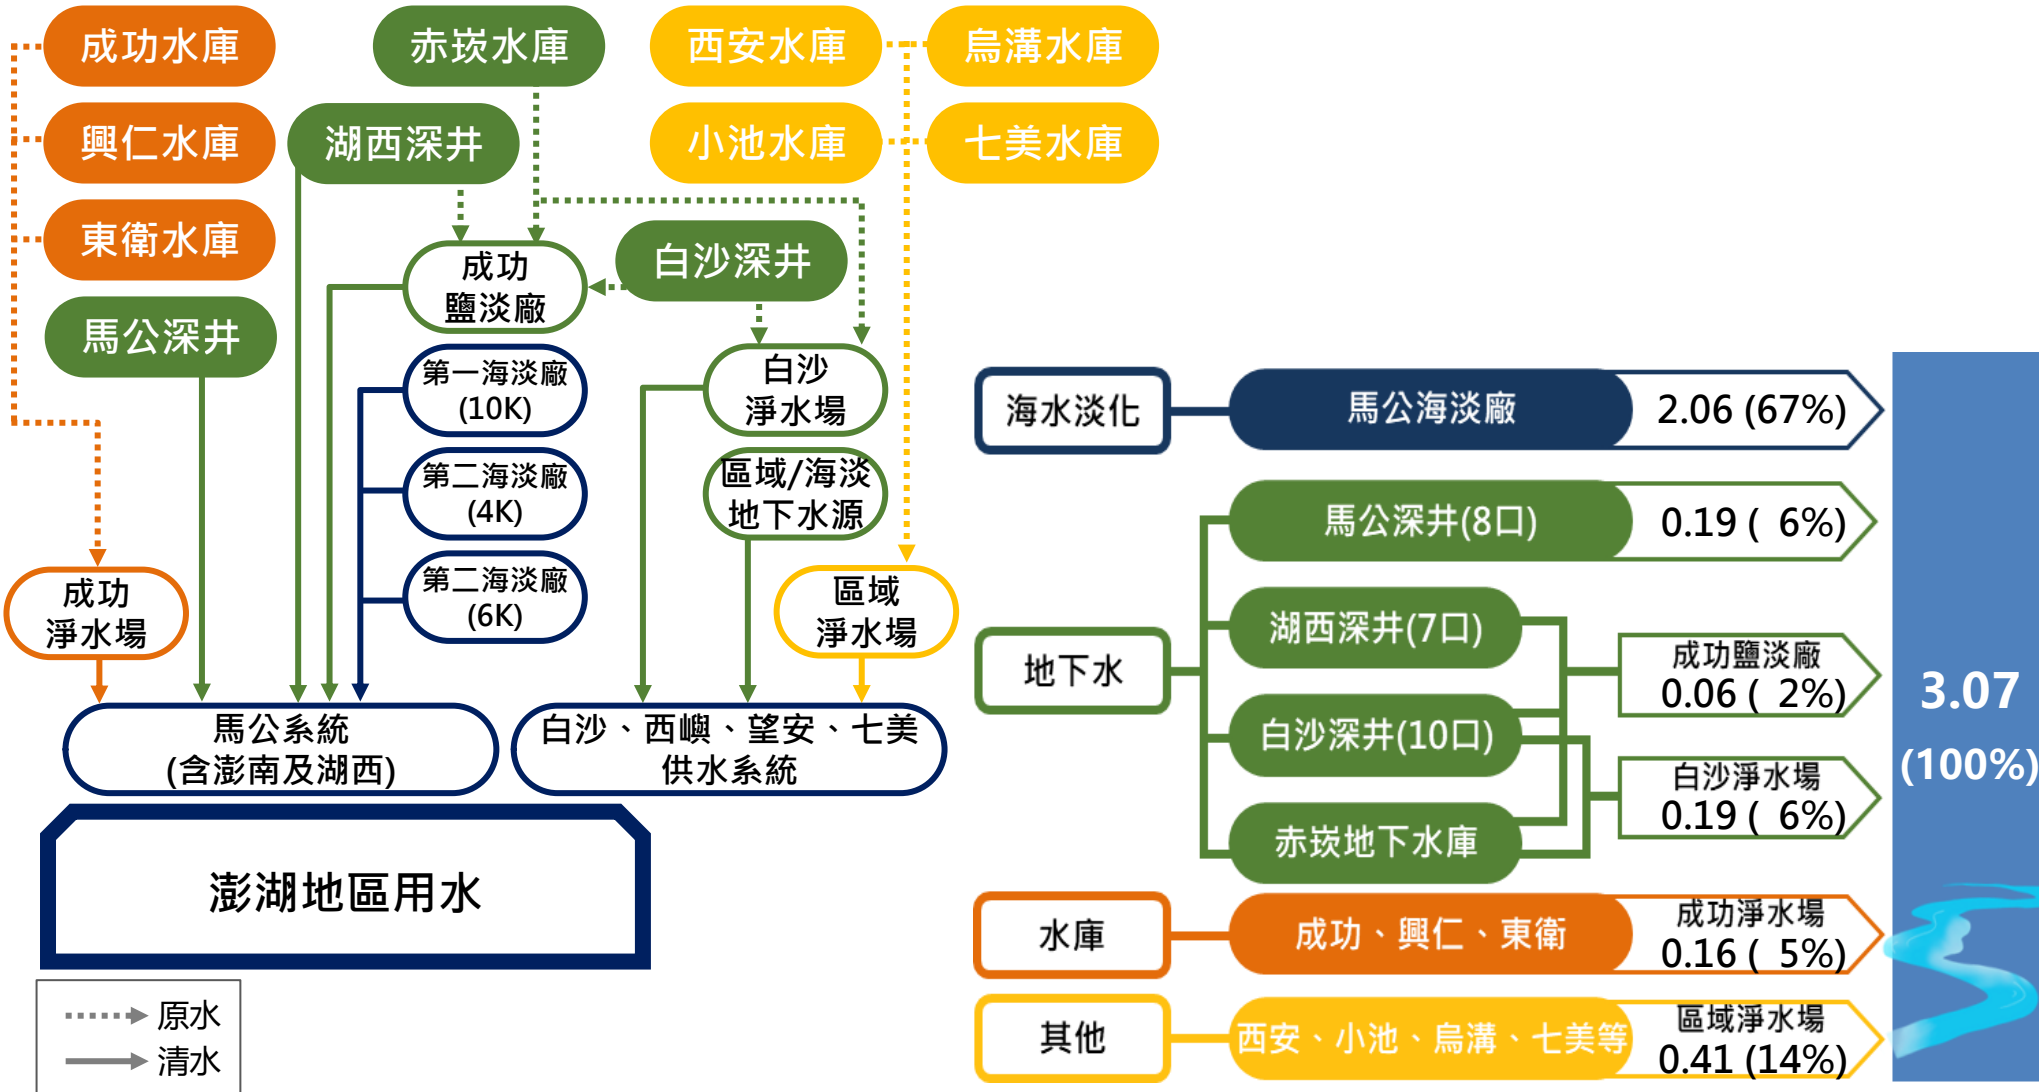 成功水庫
赤崁水庫
西安水庫
烏溝水庫
興仁水庫
湖西深井
小池水庫
七美水庫
東衛水庫
白沙深井
成功
鹽淡廠
馬公深井
第一海淡廠
(10K)
白沙
淨水場
第二海淡廠
(4K)
區域/海淡
地下水源
第二海淡廠
(6K)
成功
淨水場
區域
淨水場
馬公系統
(含澎南及湖西)
白沙、西嶼、望安、七美
供水系統
澎湖地區用水
原水
清水
海水淡化
馬公海淡廠
2.06 (67%)
馬公深井(8口)
0.19 ( 6%)
地下水
湖西深井(7口)
成功鹽淡廠
0.06 ( 2%)
白沙深井(10口)
白沙淨水場
0.19 ( 6%)
赤崁地下水庫
水庫
成功、興仁、東衛
成功淨水場
0.16 ( 5%)
其他
西安、小池、烏溝、七美等
區域淨水場
0.41 (14%)
3.07
(100%)